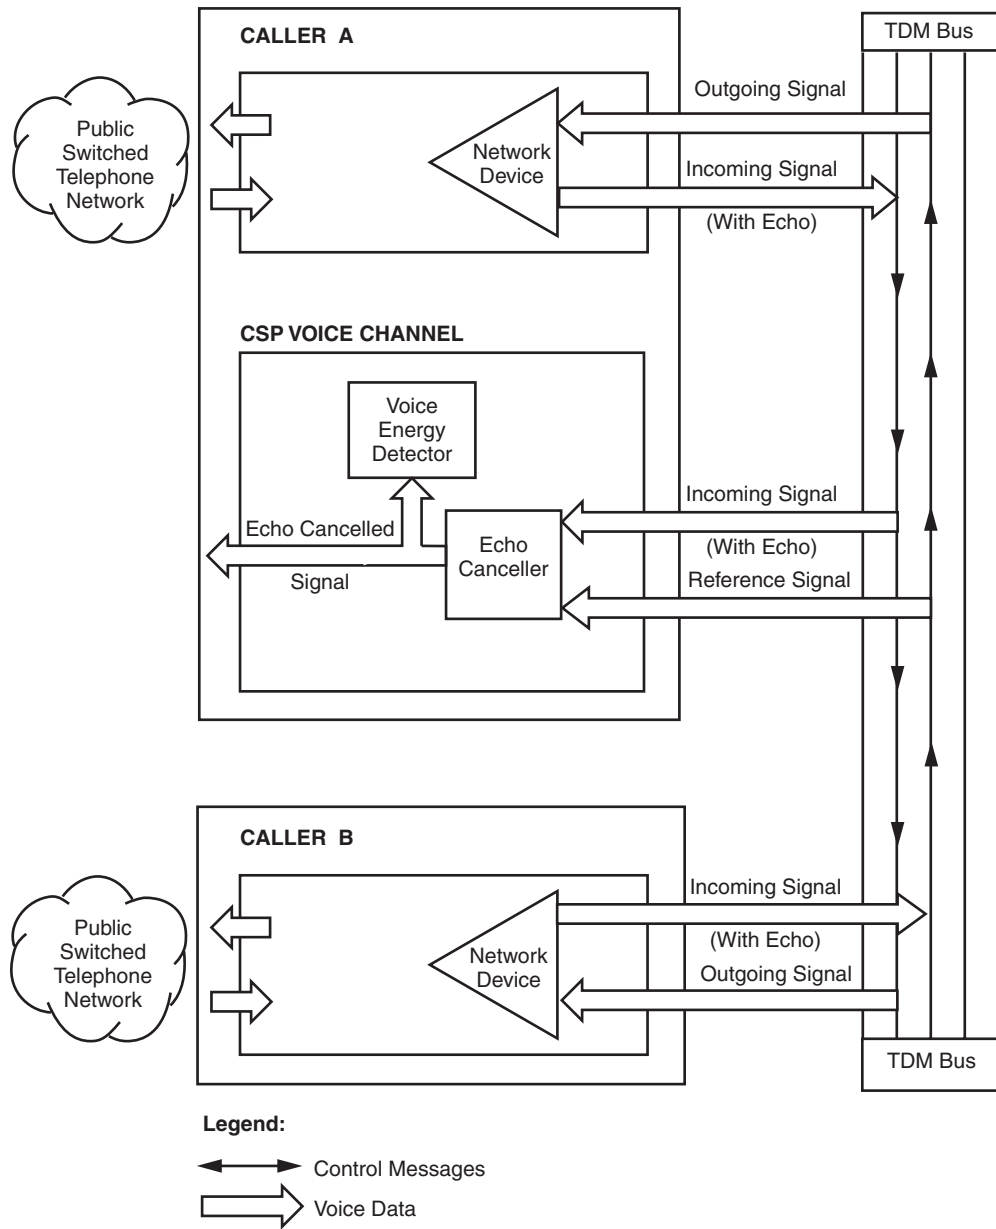 CALLER A
TDM Bus
Public
Switched
Telephone
Network
Network
Device
Outgoing Signal
Incoming Signal
(With Echo)
CSP VOICE CHANNEL
Voice
Energy
Detector
Echo Cancelled
Signal
Echo
Canceller
Incoming Signal
(With Echo)
Reference Signal
CALLER B
Public
Switched
Telephone
Network
Network
Device
Incoming Signal
(With Echo)
Outgoing Signal
TDM Bus
Legend:
Control Messages
Voice Data